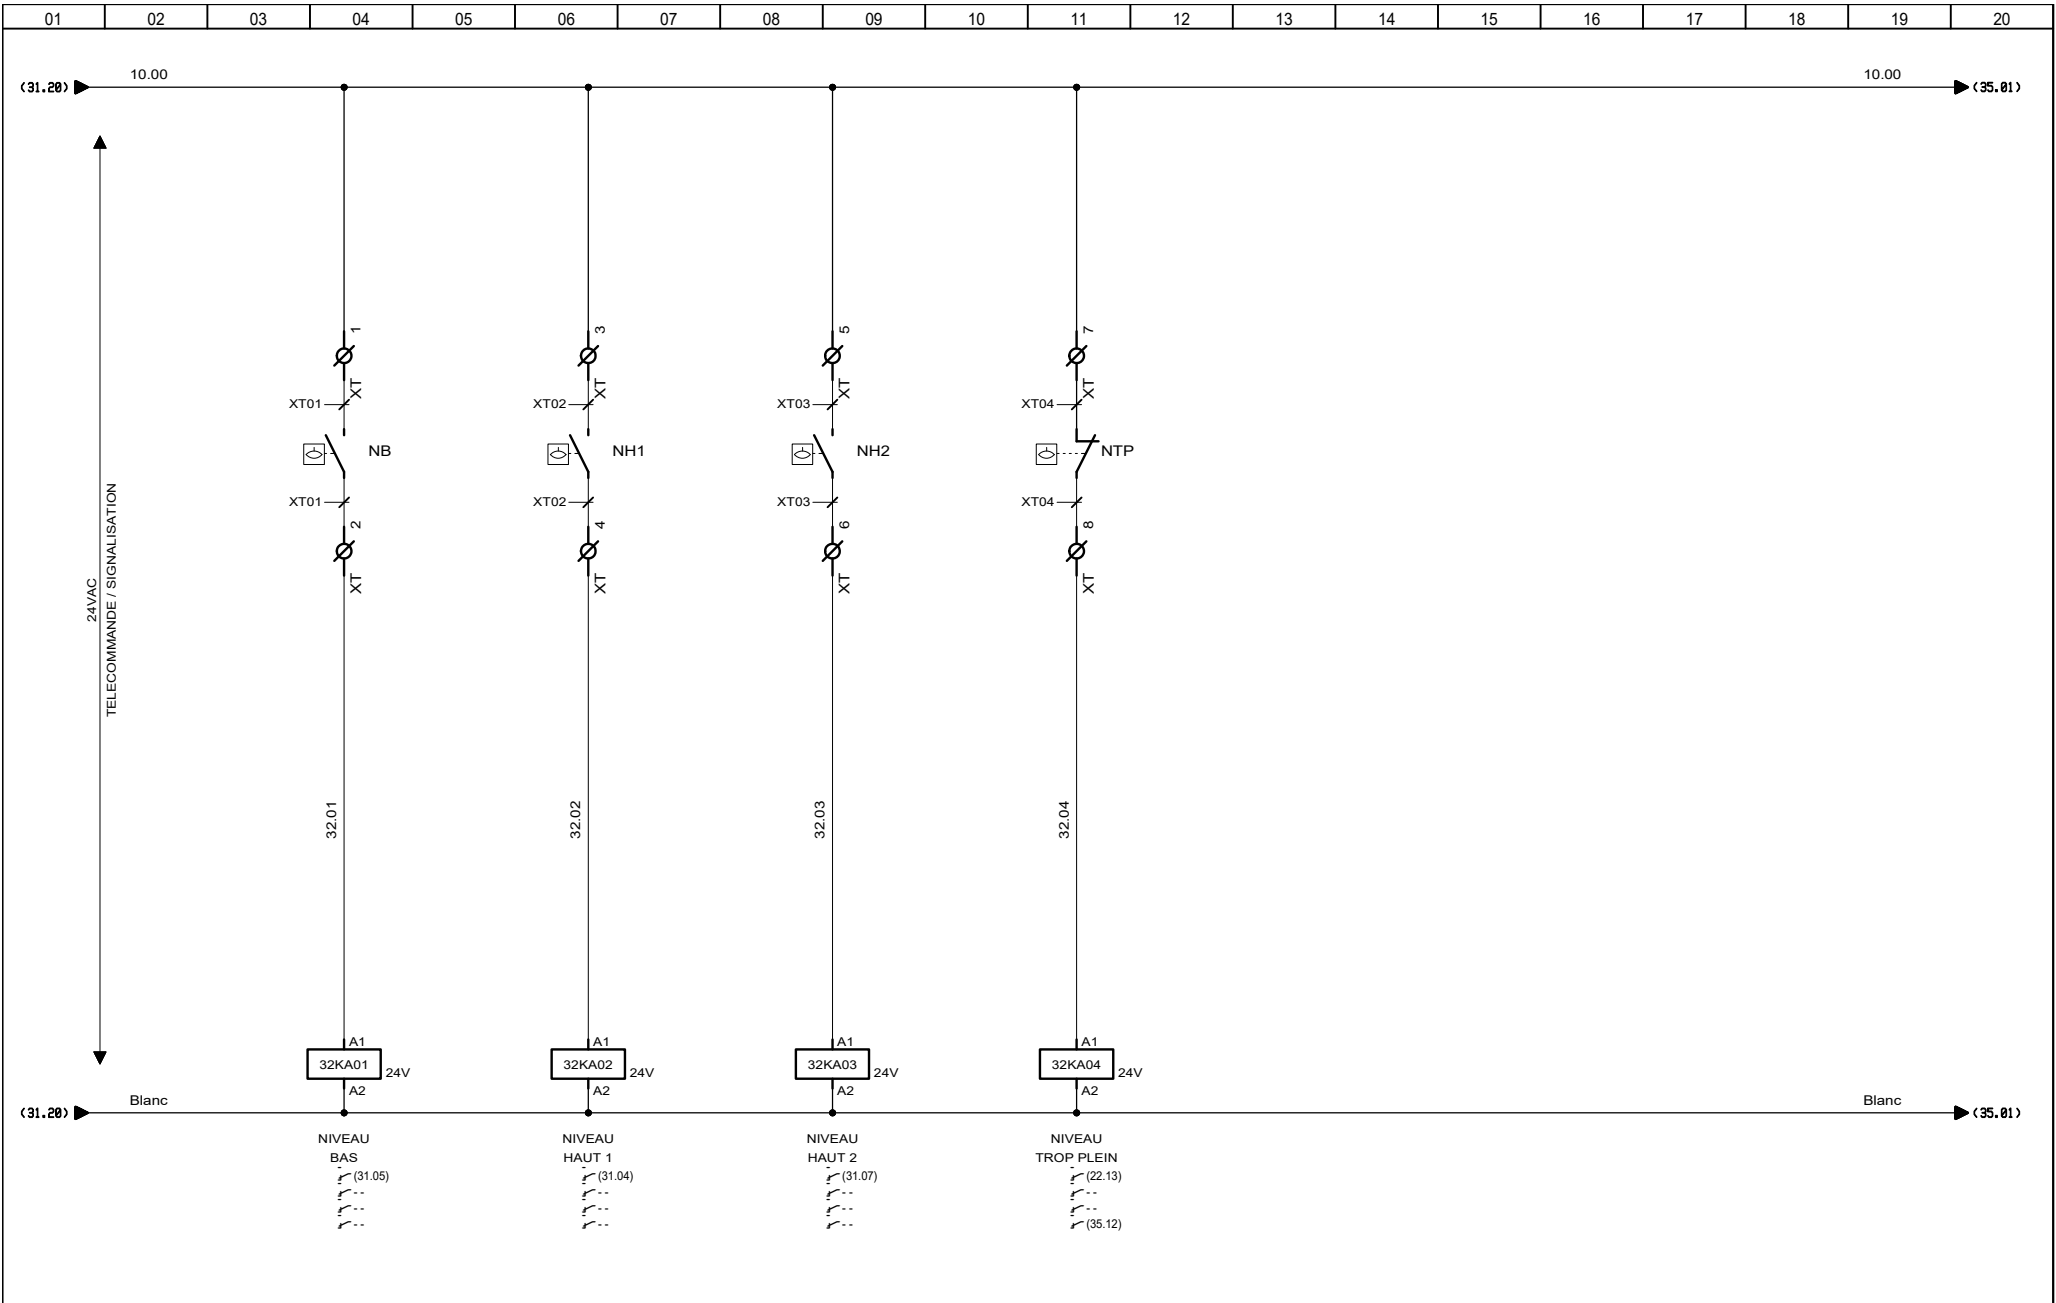 01 02 03 04 05 06 07 08 09 10 11 12 13 14 15 16 17 18 19 20
10.00 10.00
(31.20) (35.01)
1 3 5 7
XT XT XT XT
XT01 XT02 XT03 XT04
NB NH1 NH2 NTP
XT01 XT02 XT03 XT04
2 4 6 8
XT XT XT XT
24VAC
TELECOMMANDE / SIGNALISATION
32.01 32.02 32.03 32.04
A1 A1 A1 A1
32KA01 32KA02 32KA03 32KA04
24V 24V 24V 24V
A2 A2 A2 A2
Blanc Blanc
(31.20) (35.01)
NIVEAU NIVEAU NIVEAU NIVEAU
BAS HAUT 1 HAUT 2 TROP PLEIN
(31.05) (31.04) (31.07) (22.13)
-- -- -- --
-- -- -- --
-- -- -- (35.12)